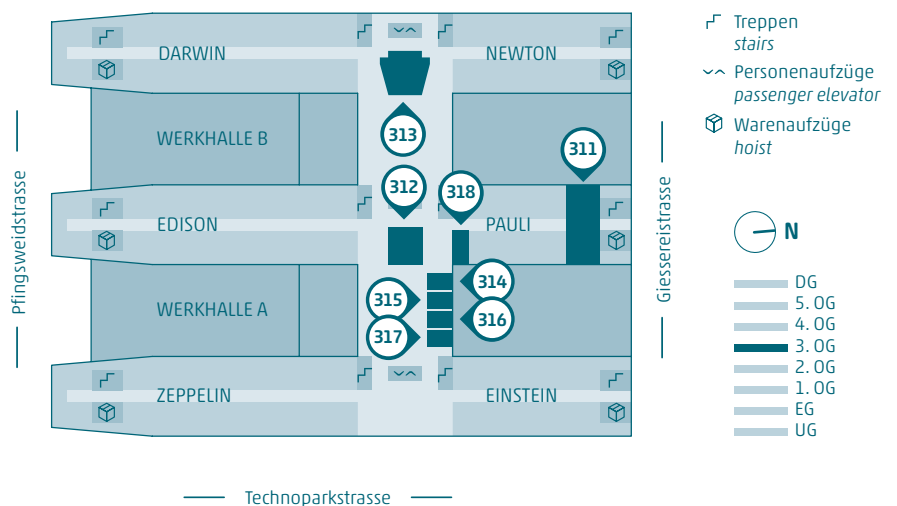 DARWIN
NEWTON
WERKHALLE B
313
311
312
318
EDISON
PAULI
314
315
WERKHALLE A
316
317
ZEPPELIN
EINSTEIN
Pfingsweidstrasse
Giessereistrasse
Technoparkstrasse
Treppen
stairs
Personenaufzüge
passenger elevator
Warenaufzüge
hoist
N
DG
5. OG
4. OG
3. OG
2. OG
1. OG
EG
UG